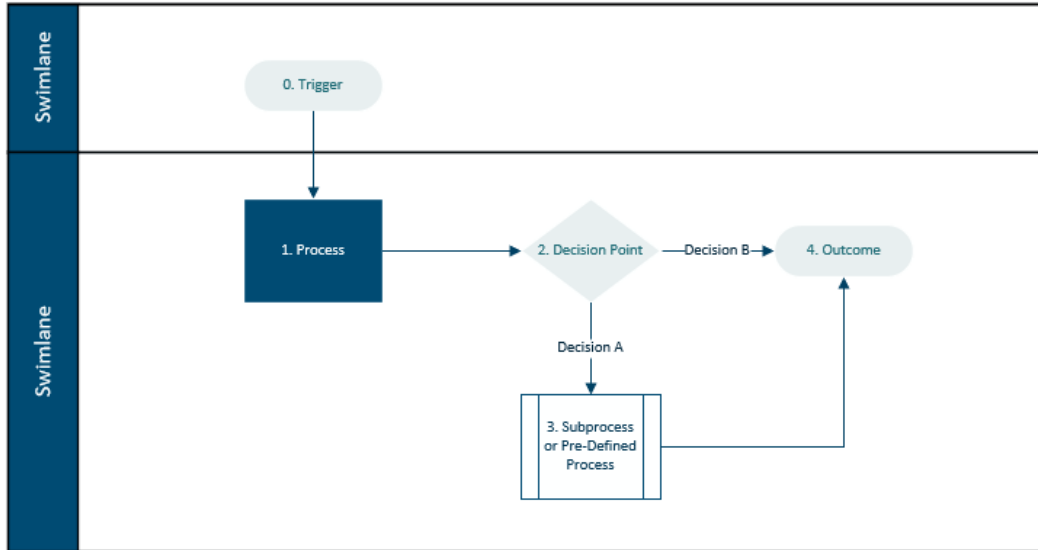 Swimlane
0. Trigger
Swimlane
1. Process
2. Decision Point
Decision B
4. Outcome
Decision A
3. Subprocess
or Pre-Defined
Process